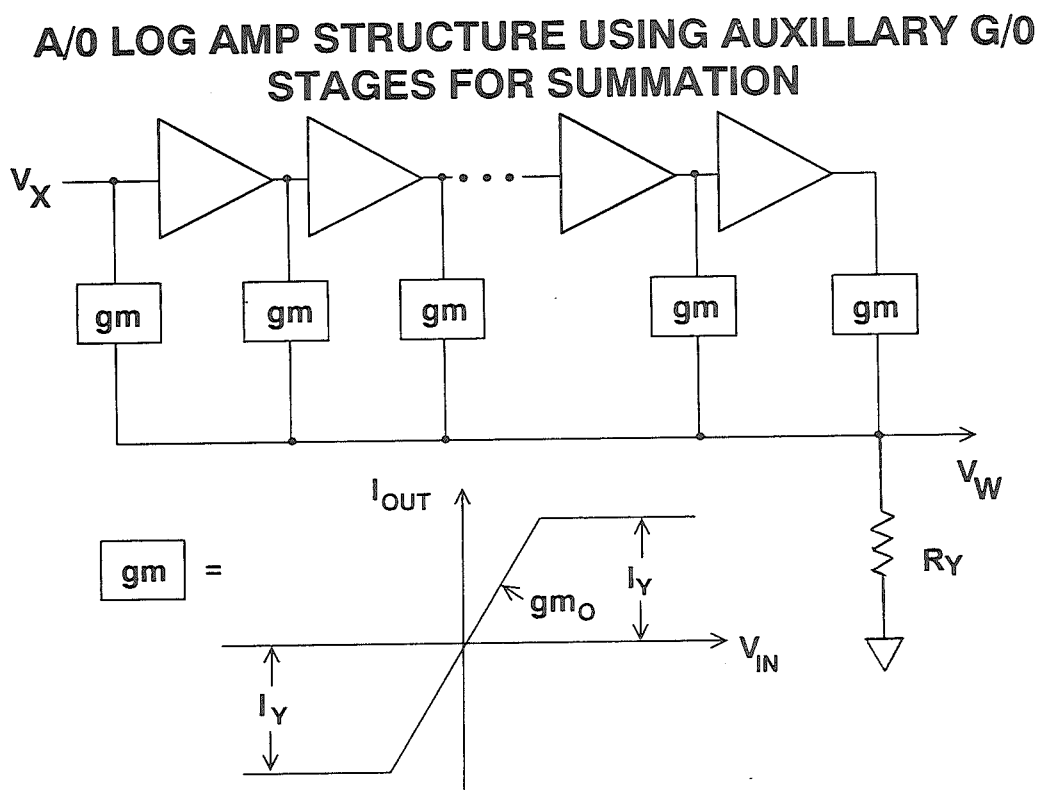 A/0 LOG AMP STRUCTURE USING AUXILLARY G/0
STAGES FOR SUMMATION
VX
gm gm gm gm gm
VW
IOUT
gm =
IY
gmO
RY
VIN
IY